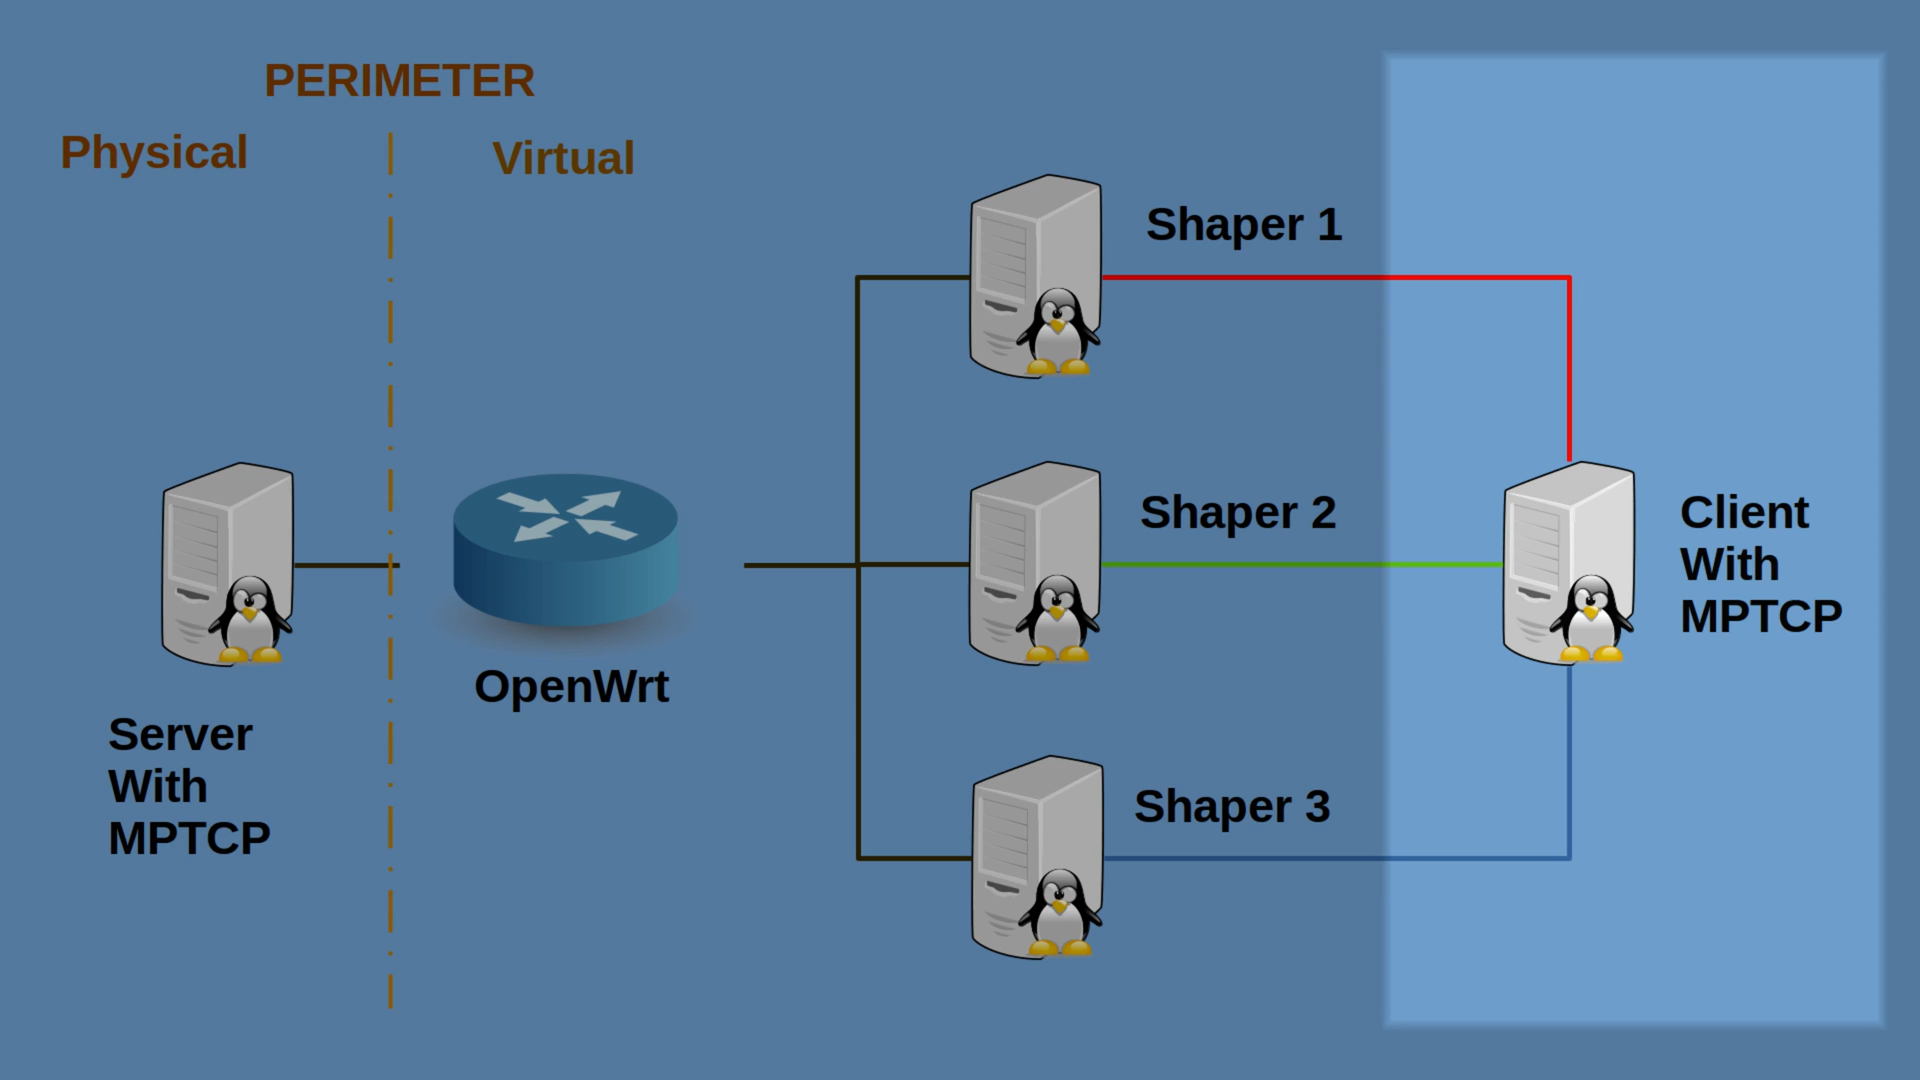 PERIMETER
Physical
Virtual
Shaper 1
Shaper 2
Client
With
MPTCP
OpenWrt
Server
With
MPTCP
Shaper 3